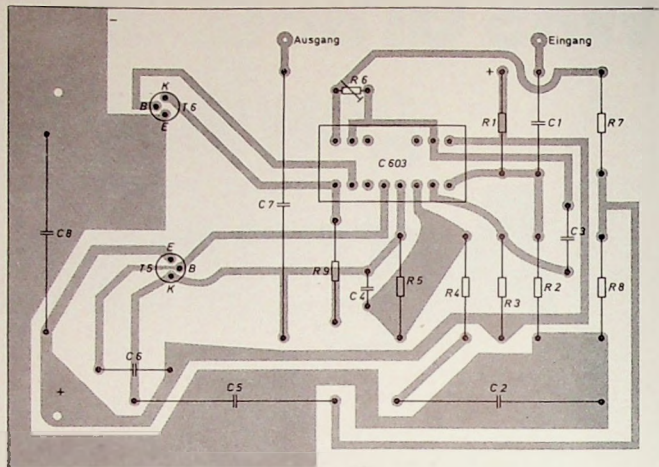 −
Ausgang
Eingang
R6
K
B
T6
E
+
R1
C1
R7
C603
C7
C3
C8
E
T5
B
K
R9
C4
R5
R4
R3
R2
R8
C6
+
C5
C2